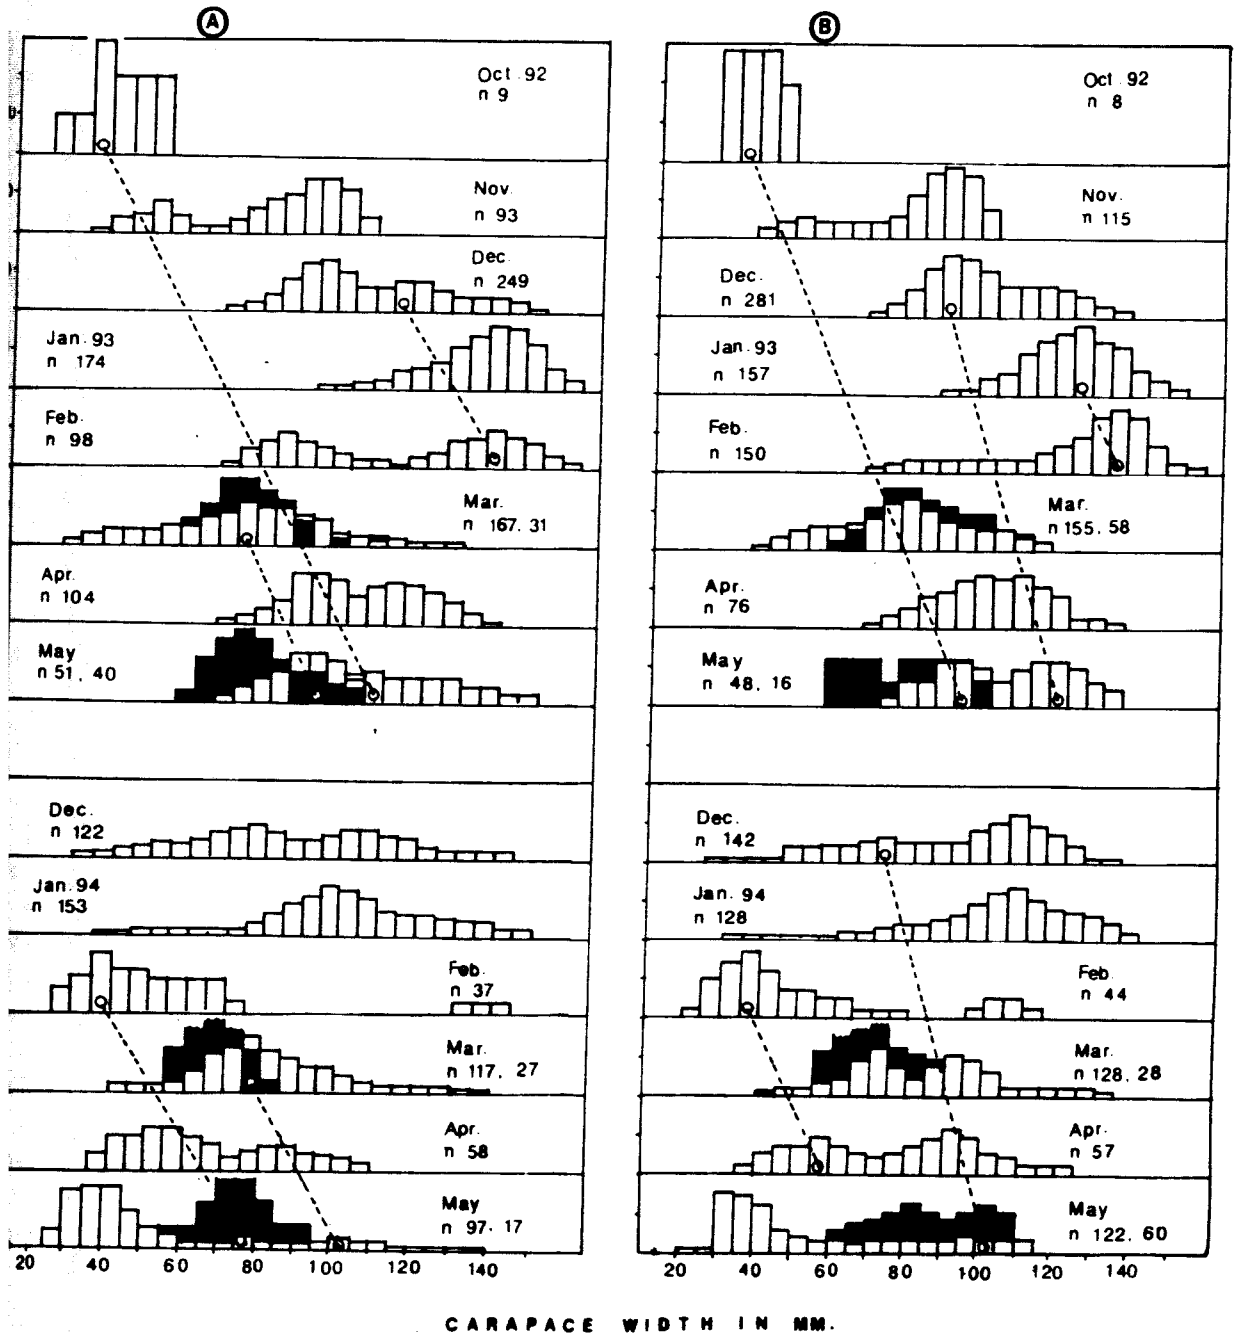 A
Oct. 92
n 9
Nov.
n 93
Dec.
n 249
Jan. 93
n 174
Feb.
n 98
Mar.
n 167. 31
Apr.
n 104
May
n 51, 40
Dec.
n 122
Jan. 94
n 153
Feb.
n 37
Mar.
n 117, 27
Apr.
n 58
May
n 97. 17
20 40 60 80 100 120 140
B
Oct. 92
n 8
Nov.
n 115
Dec.
n 281
Jan. 93
n 157
Feb.
n 150
Mar.
n 155. 58
Apr.
n 76
May
n 48, 16
Dec.
n 142
Jan. 94
n 128
Feb.
n 44
Mar.
n 128, 28
Apr.
n 57
May
n 122, 60
20 40 60 80 100 120 140
CARAPACE WIDTH IN MM.